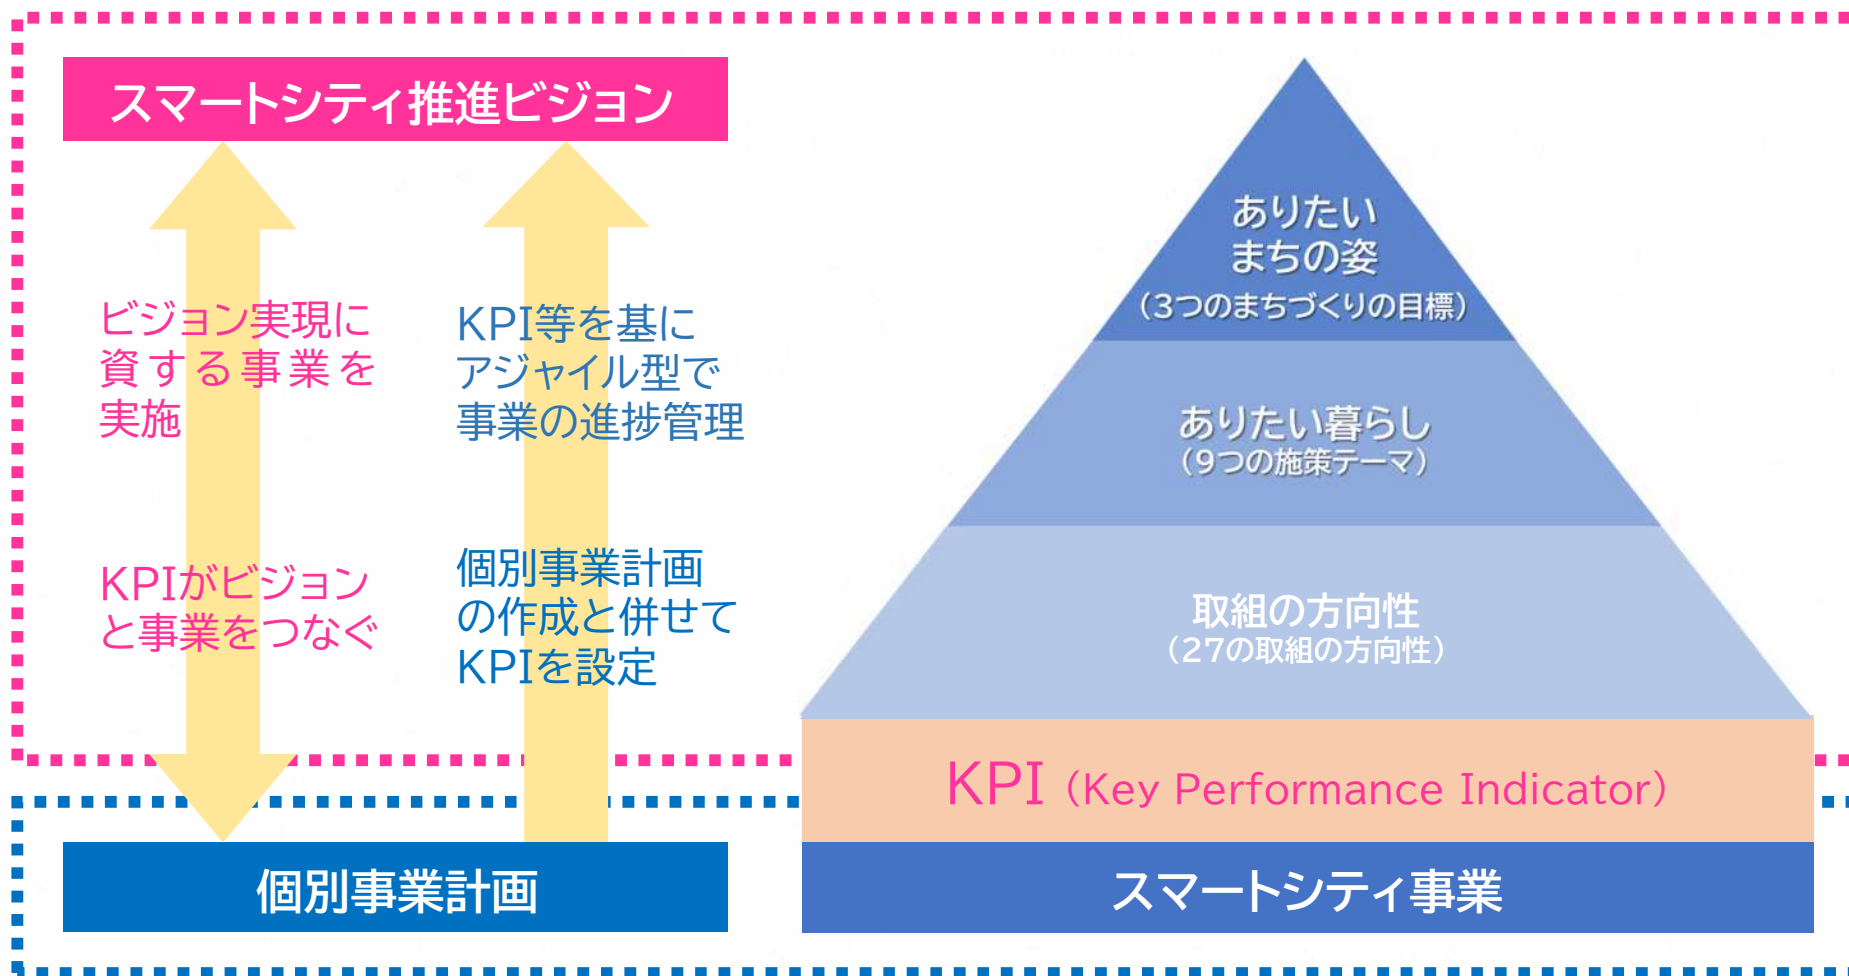 スマートシティ推進ビジョン
ビジョン実現に
資する事業を
実施
KPIがビジョン
と事業をつなぐ
KPI等を基に
アジャイル型で
事業の進捗管理
個別事業計画
の作成と併せて
KPIを設定
個別事業計画
ありたい
まちの姿
（3つのまちづくりの目標）
ありたい暮らし
（9つの施策テーマ）
取組の方向性
（27の取組の方向性）
KPI（Key Performance Indicator）
スマートシティ事業